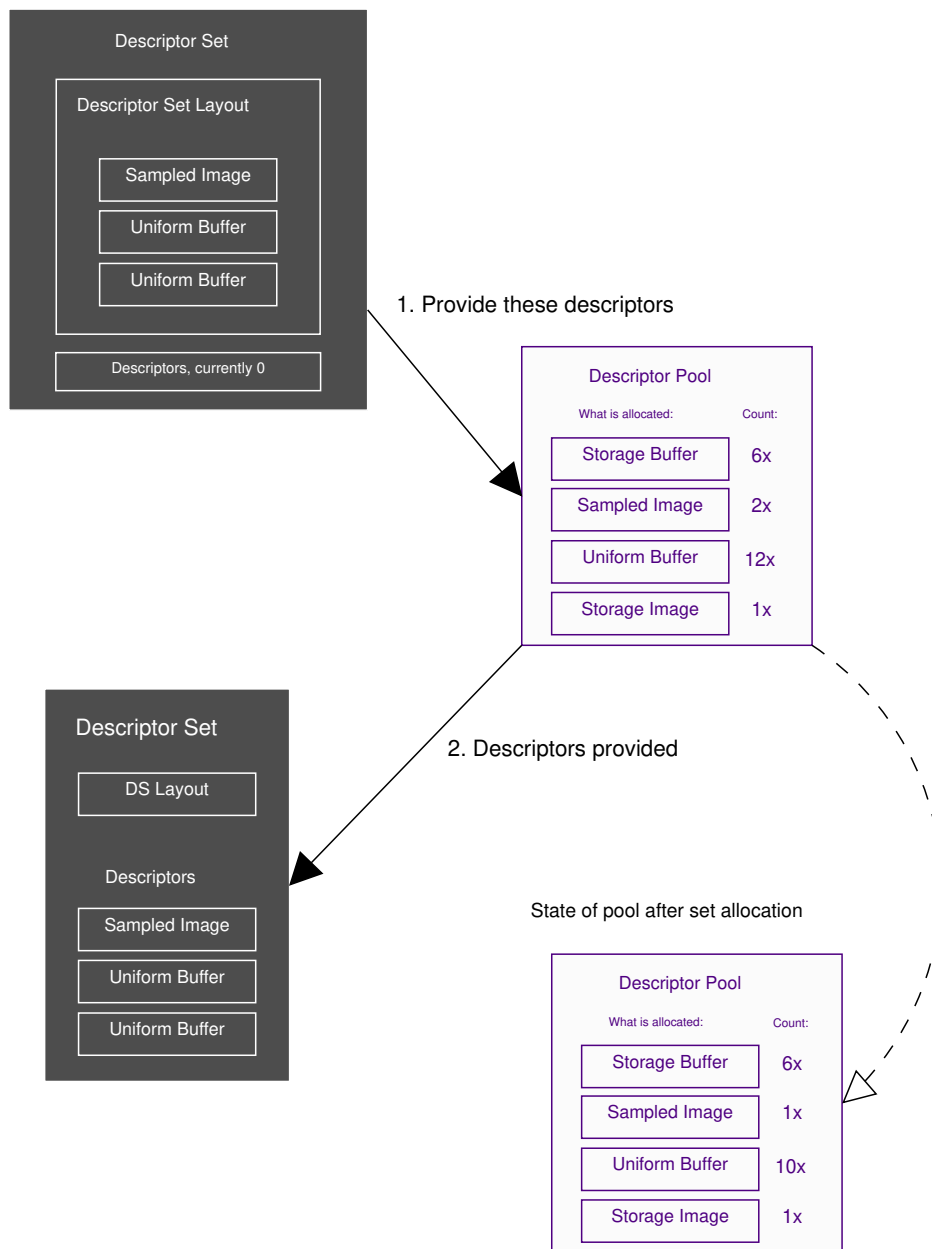 Descriptor Set
Descriptor Set Layout
Sampled Image
Uniform Buffer
Uniform Buffer
Descriptors, currently 0
1. Provide these descriptors
Descriptor Pool
What is allocated: Count:
Storage Buffer 6x
Sampled Image 2x
Uniform Buffer 12x
Storage Image 1x
2. Descriptors provided
Descriptor Set
DS Layout
Descriptors
Sampled Image
Uniform Buffer
Uniform Buffer
State of pool after set allocation
Descriptor Pool
What is allocated: Count:
Storage Buffer 6x
Sampled Image 1x
Uniform Buffer 10x
Storage Image 1x